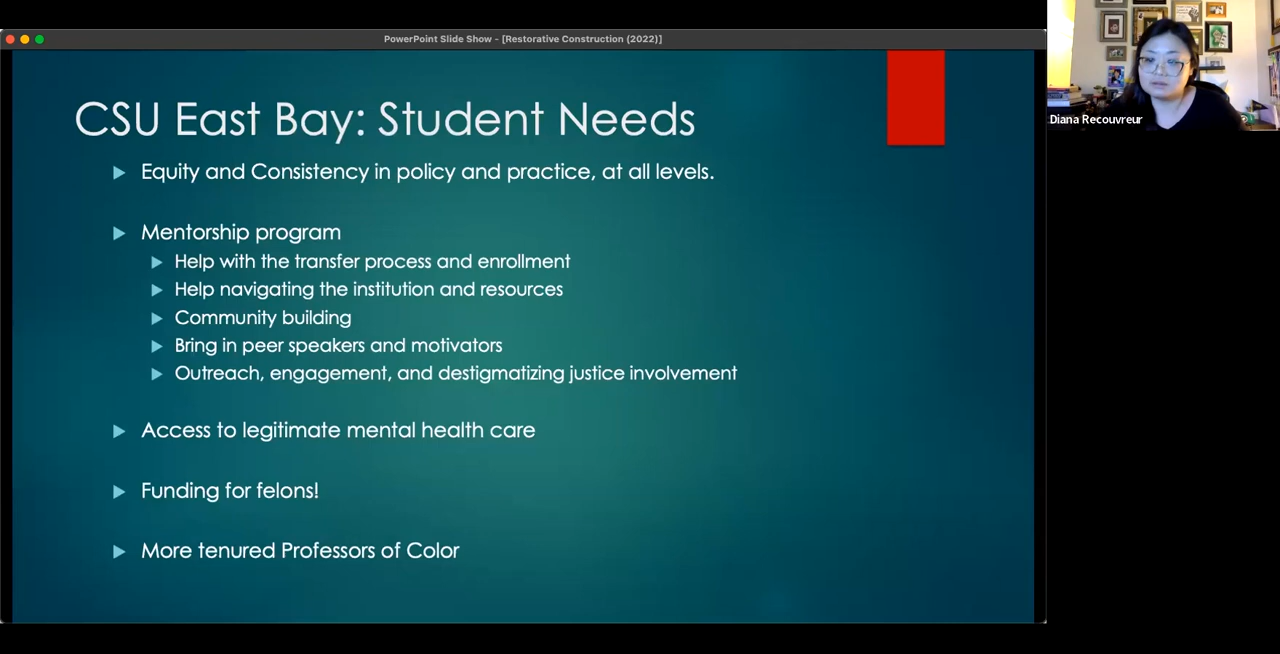 PowerPoint Slide Show - [Restorative Construction (2022)]
CSU East Bay: Student Needs
Equity and Consistency in policy and practice, at all levels.
Mentorship program
Help with the transfer process and enrollment
Help navigating the institution and resources
Community building
Bring in peer speakers and motivators
Outreach, engagement, and destigmatizing justice involvement
Access to legitimate mental health care
Funding for felons!
More tenured Professors of Color
Diana Recouvreur